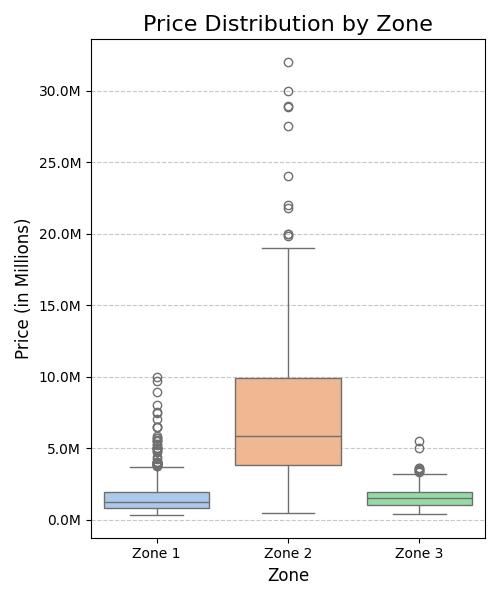 Price Distribution by Zone
Price (in Millions)
30.0M
25.0M
20.0M
15.0M
10.0M
5.0M
0.0M
Zone 1
Zone 2
Zone 3
Zone